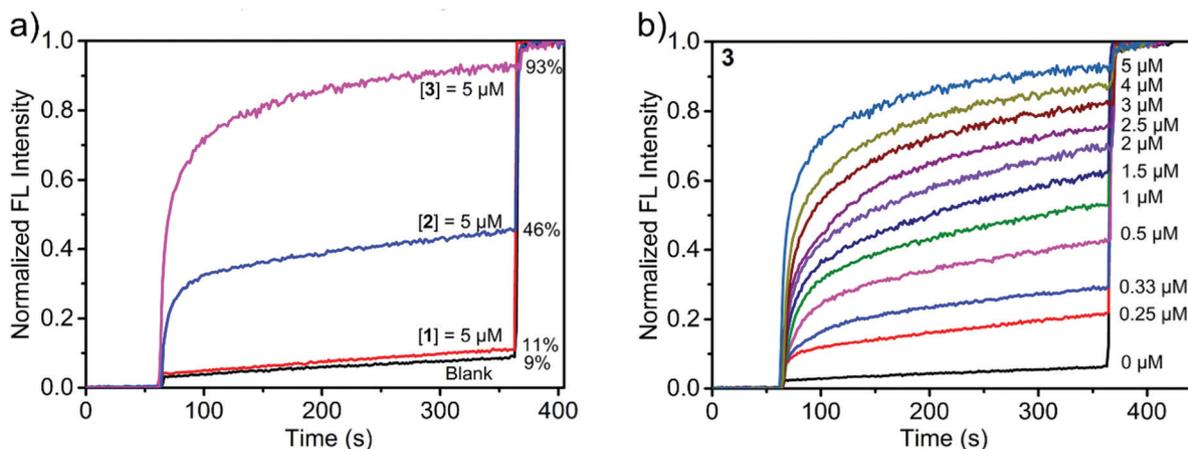 a)
1.0
0.8
0.6
0.4
0.2
0.0
Normalized FL Intensity
0
100
200
300
400
Time (s)
[3] = 5 µM
93%
[2] = 5 µM
46%
[1] = 5 µM
11%
9%
Blank
b)
1.0
0.8
0.6
0.4
0.2
0.0
Normalized FL Intensity
0
100
200
300
400
Time (s)
3
5 µM
4 µM
3 µM
2.5 µM
2 µM
1.5 µM
1 µM
0.5 µM
0.33 µM
0.25 µM
0 µM